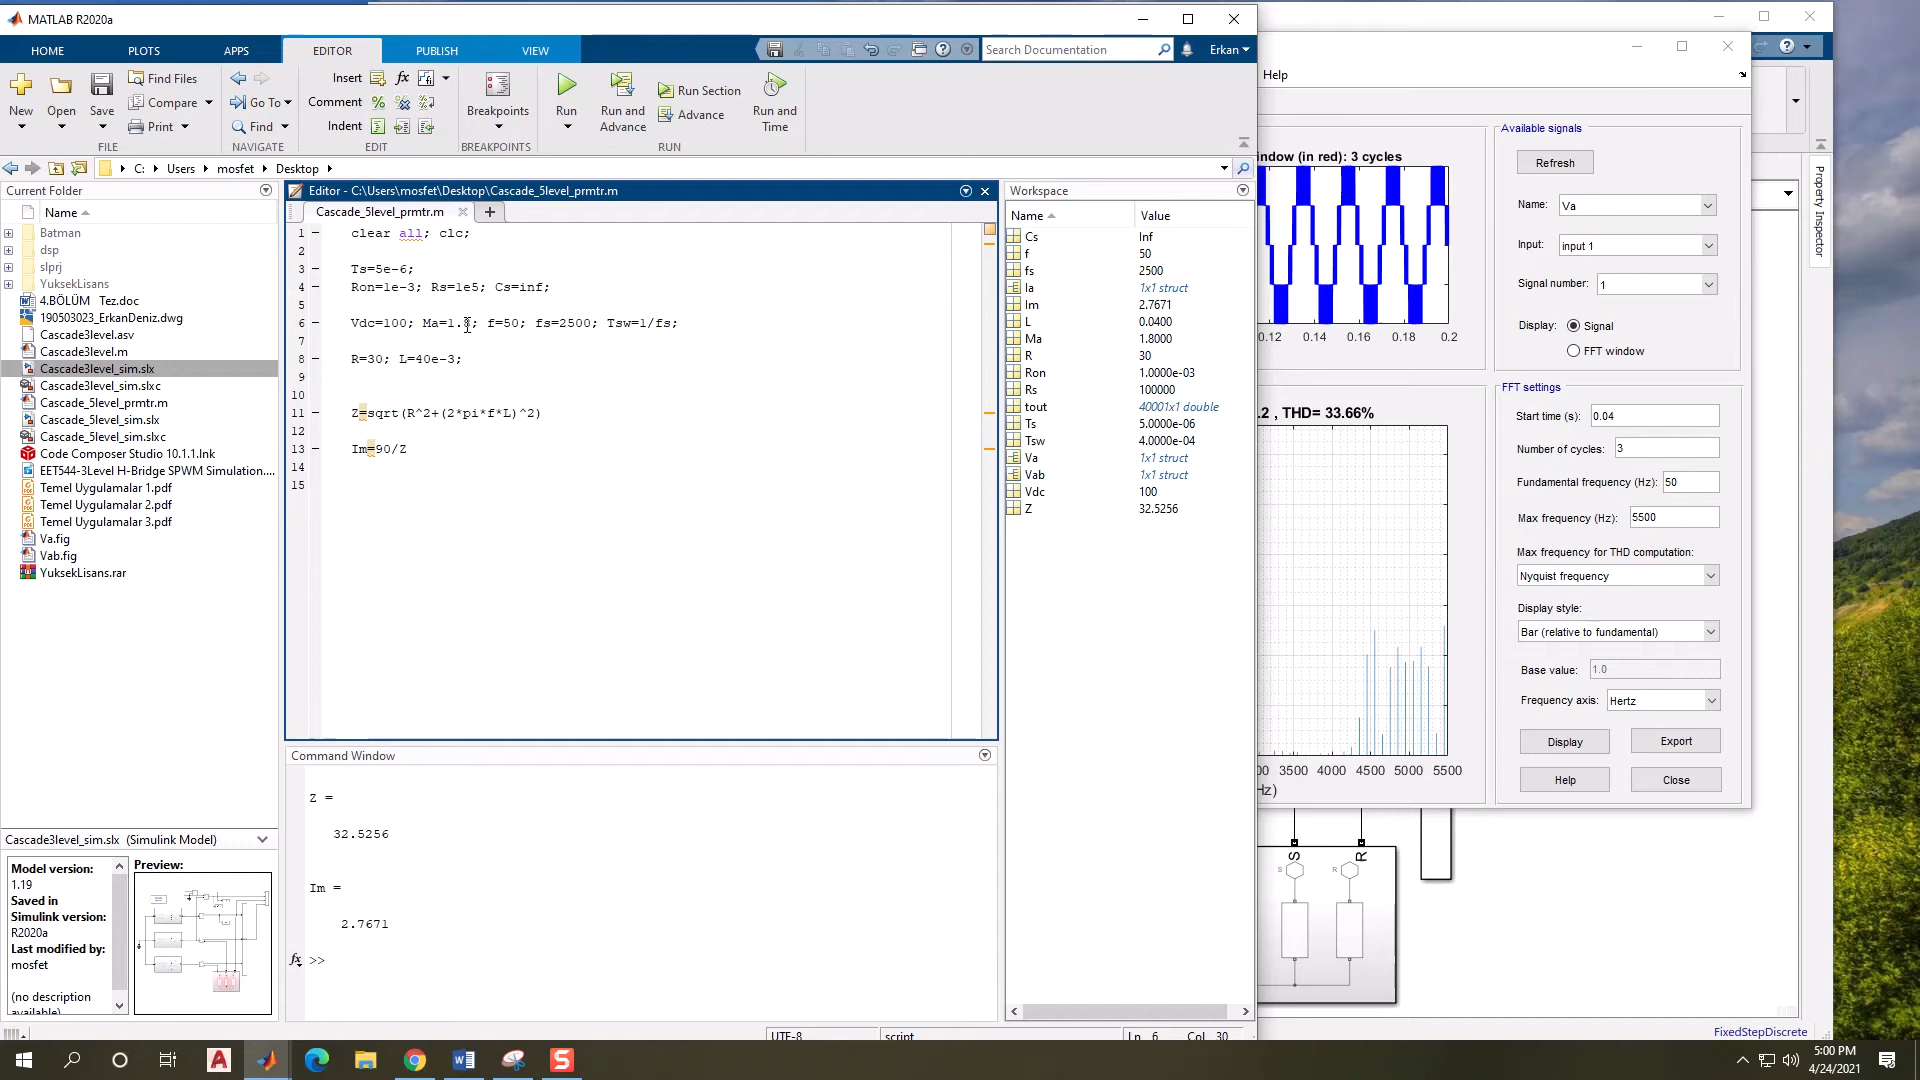 MATLAB R2020a
HOME PLOTS APPS EDITOR PUBLISH VIEW
Search Documentation
Erkan
New
Open
Save
Find Files
Compare
Print
FILE
Go To
Find
NAVIGATE
Insert
Comment
Indent
fx
EDIT
Breakpoints
BREAKPOINTS
Run
Run and Advance
Run Section
Advance
Run and Time
RUN
C: Users mosfet Desktop
Current Folder
Name
Batman
dsp
slprj
YuksekLisans
4.BÖLÜM Tez.doc
190503023_ErkanDeniz.dwg
Cascade3level.asv
Cascade3level.m
Cascade3level_sim.slx
Cascade3level_sim.slxc
Cascade_5level_prmtr.m
Cascade_5level_sim.slx
Cascade_5level_sim.slxc
Code Composer Studio 10.1.1.lnk
EET544-3Level H-Bridge SPWM Simulation....
Temel Uygulamalar 1.pdf
Temel Uygulamalar 2.pdf
Temel Uygulamalar 3.pdf
Va.fig
Vab.fig
YuksekLisans.rar
Cascade3level_sim.slx (Simulink Model)
Model version:
1.19
Saved in
Simulink version:
R2020a
Last modified by:
mosfet
(no description
available)
Preview:
Editor - C:\Users\mosfet\Desktop\Cascade_5level_prmtr.m
Cascade_5level_prmtr.m
1 clear all; clc;
2
3 Ts=5e-6;
4 Ron=1e-3; Rs=1e5; Cs=inf;
5
6 Vdc=100; Ma=1.; f=50; fs=2500; Tsw=1/fs;
7
8 R=30; L=40e-3;
9
10
11 Z=sqrt(R^2+(2*pi*f*L)^2)
12
13 Im=90/Z
14
15
Command Window
Z =
32.5256
Im =
2.7671
fx >>
UTF-8
script
Ln 6 Col 30
Workspace
Name Value
Cs Inf
f 50
fs 2500
Ia 1x1 struct
Im 2.7671
L 0.0400
Ma 1.8000
R 30
Ron 1.0000e-03
Rs 100000
tout 40001x1 double
Ts 5.0000e-06
Tsw 4.0000e-04
Va 1x1 struct
Vab 1x1 struct
Vdc 100
Z 32.5256
Help
ndow (in red): 3 cycles
0.12 0.14 0.16 0.18 0.2
.2 , THD= 33.66%
00 3500 4000 4500 5000 5500
Hz)
Available signals
Refresh
Name: Va
Input: input 1
Signal number: 1
Display: Signal
FFT window
FFT settings
Start time (s): 0.04
Number of cycles: 3
Fundamental frequency (Hz): 50
Max frequency (Hz): 5500
Max frequency for THD computation:
Nyquist frequency
Display style:
Bar (relative to fundamental)
Base value: 1.0
Frequency axis: Hertz
Display Export
Help Close
Property Inspector
S R
S R
FixedStepDiscrete
5:00 PM
4/24/2021